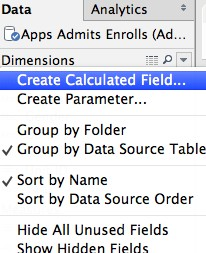 Data Analytics
Apps Admits Enrolls (Ad...
Dimensions
Create Calculated Field...
Create Parameter...
Group by Folder
✓ Group by Data Source Table
✓ Sort by Name
Sort by Data Source Order
Hide All Unused Fields
Show Hidden Fields